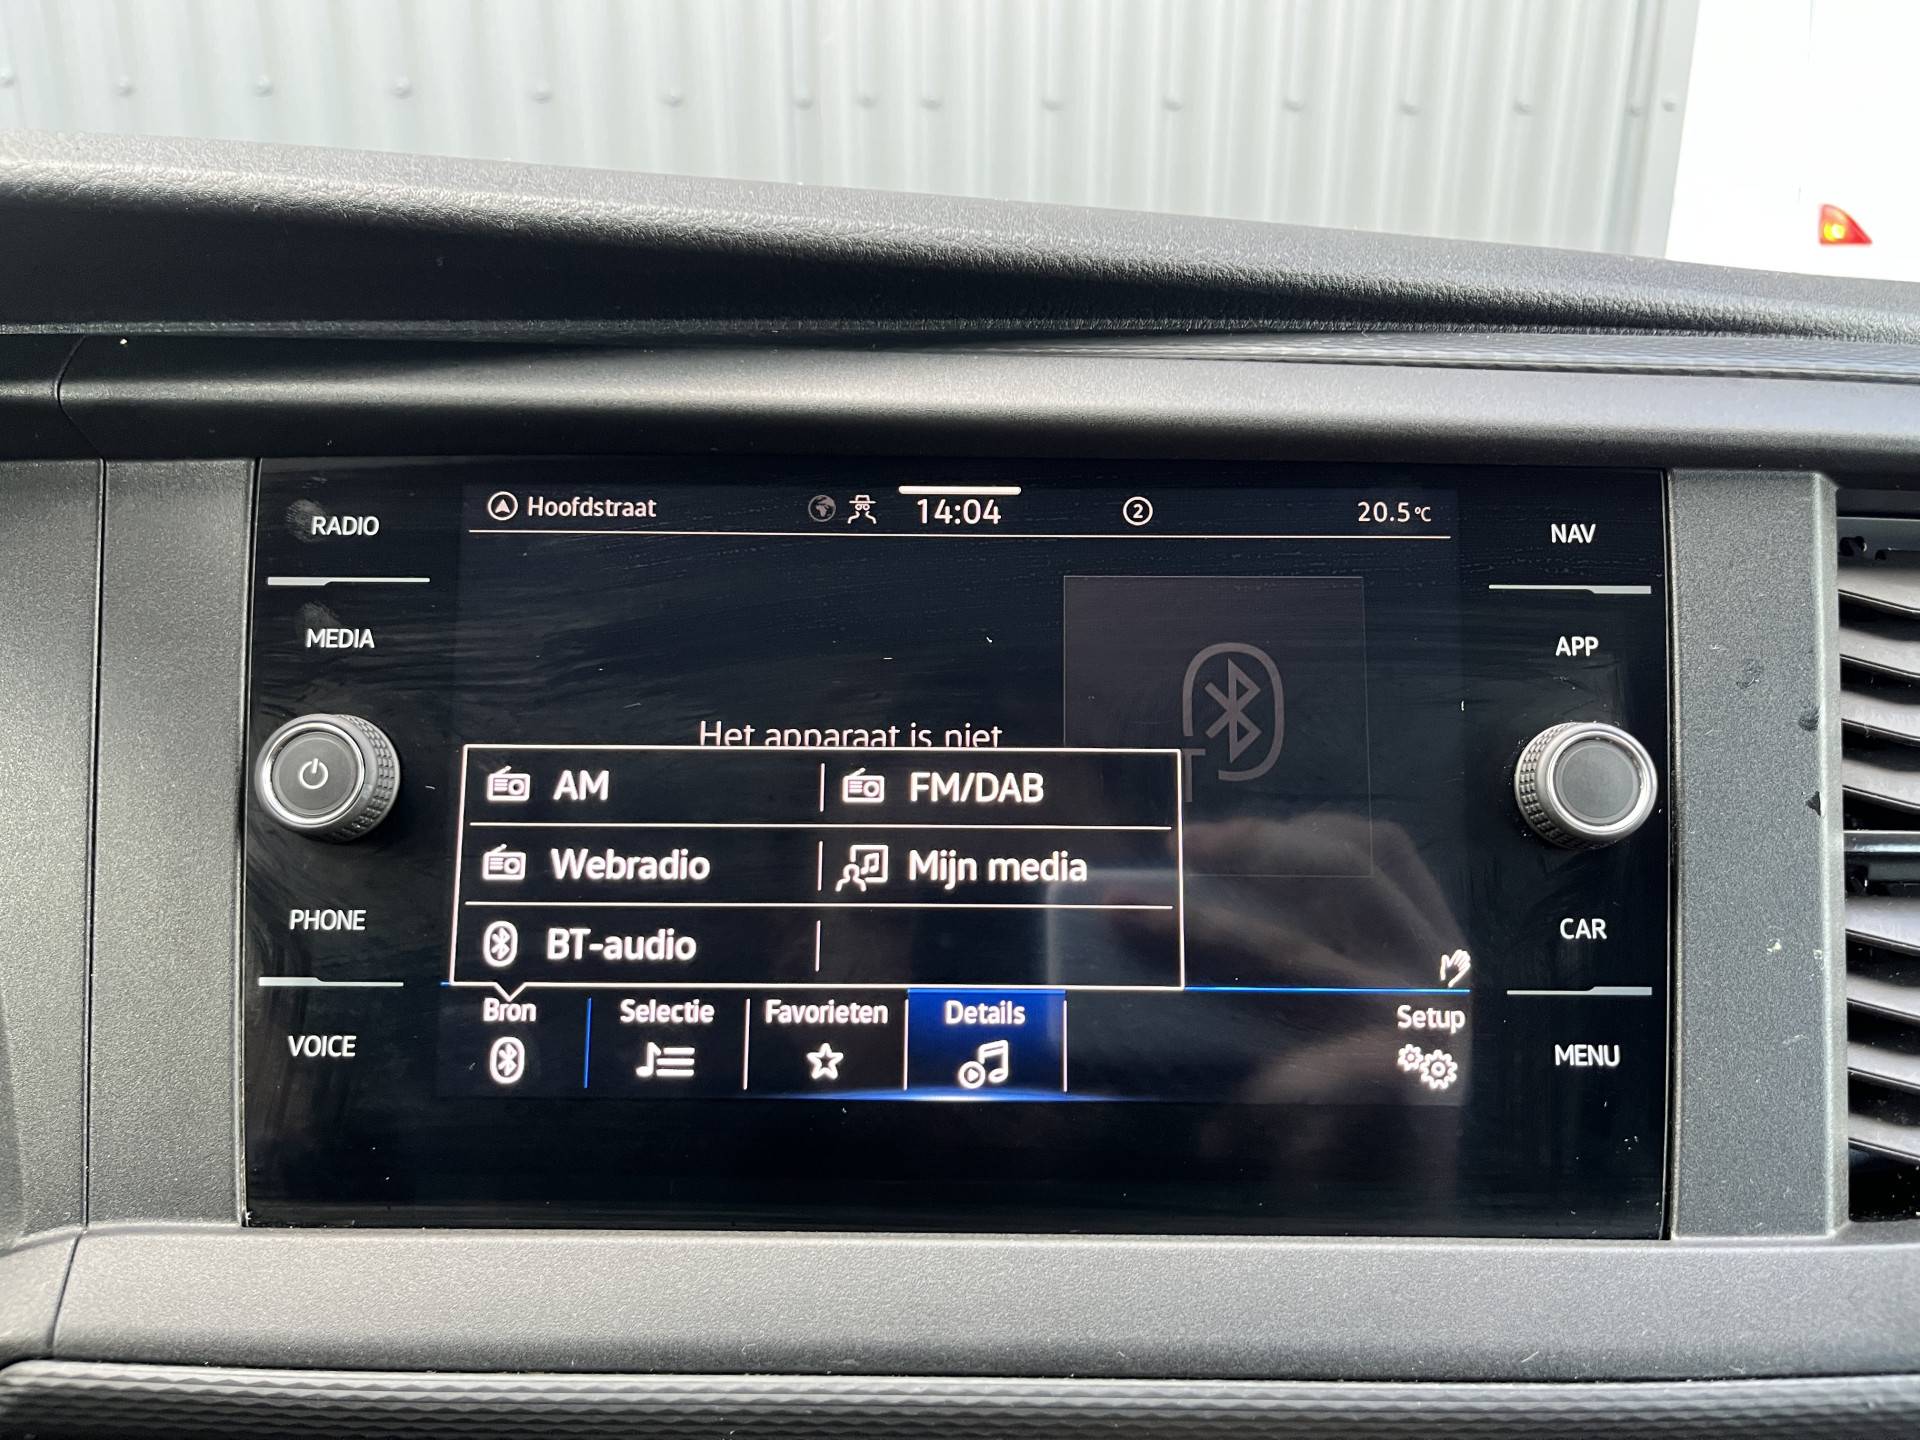 Hoofdstraat
14:04
2
20.5 °C
RADIO
MEDIA
PHONE
VOICE
NAV
APP
CAR
MENU
Het apparaat is niet
AM
FM/DAB
Webradio
Mijn media
BT-audio
Bron
Selectie
Favorieten
Details
Setup